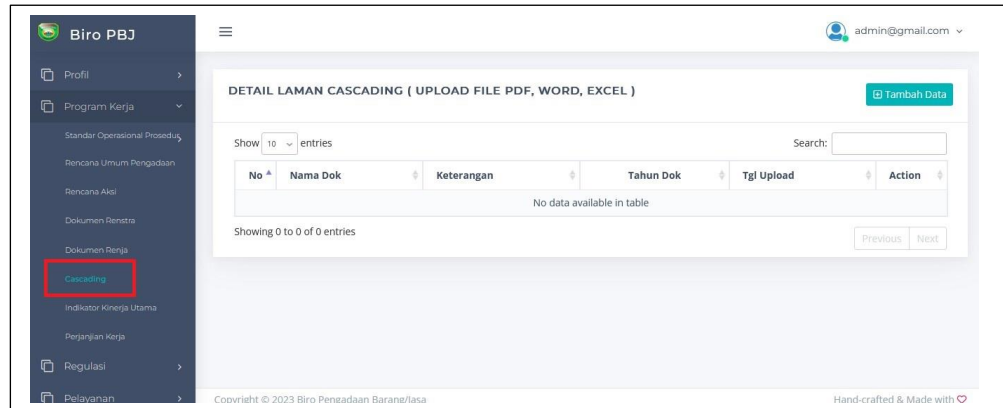 Biro PBJ
admin@gmail.com
Profil
Program Kerja
Standar Operasional Prosedur
Rencana Umum Pengadaan
Rencana Aksi
Dokumen Renstra
Dokumen Renja
Cascading
Indikator Kinerja Utama
Perjanjian Kerja
Regulasi
Pelayanan
DETAIL LAMAN CASCADING ( UPLOAD FILE PDF, WORD, EXCEL )
Tambah Data
Show 10 entries
Search:
No Nama Dok Keterangan Tahun Dok Tgl Upload Action
No data available in table
Showing 0 to 0 of 0 entries
Previous Next
Copyright © 2023 Biro Pengadaan Barang/Jasa
Hand-crafted & Made with